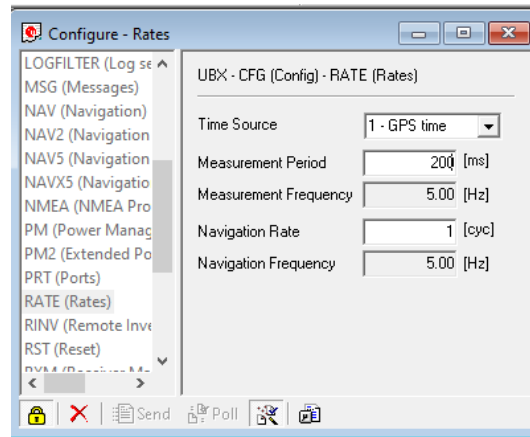 Configure - Rates
LOGFILTER (Log se
MSG (Messages)
NAV (Navigation)
NAV2 (Navigation
NAV5 (Navigation
NAVX5 (Navigatio
NMEA (NMEA Pro
PM (Power Manag
PM2 (Extended Po
PRT (Ports)
RATE (Rates)
RINV (Remote Inve
RST (Reset)
UBX - CFG (Config) - RATE (Rates)
Time Source 1 - GPS time
Measurement Period 200 [ms]
Measurement Frequency 5.00 [Hz]
Navigation Rate 1 [cyc]
Navigation Frequency 5.00 [Hz]
Send Poll